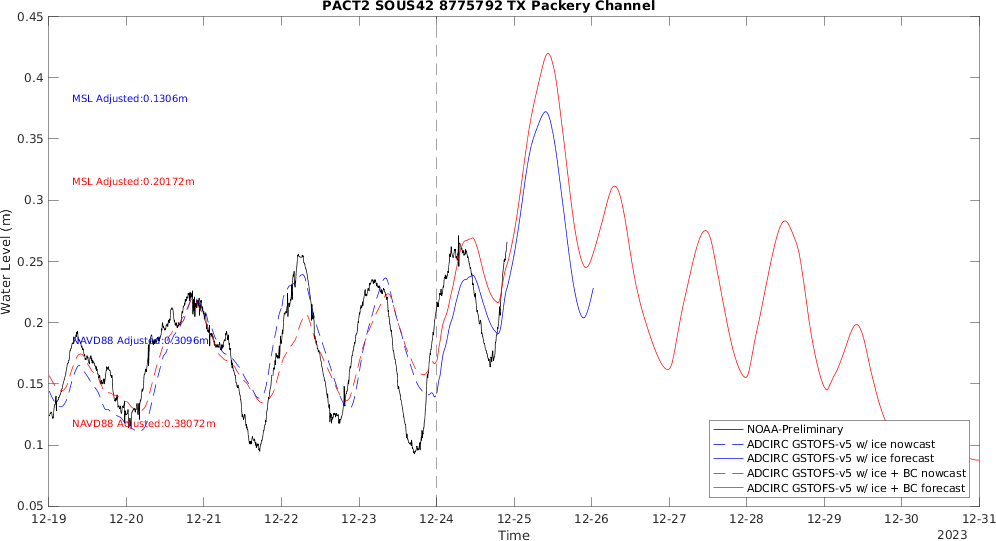 PACT2 SOUS42 8775792 TX Packery Channel
0.45
0.4
0.35
0.3
0.25
0.2
0.15
0.1
0.05
Water Level (m)
MSL Adjusted:0.1306m
MSL Adjusted:0.20172m
NAVD88 Adjusted:0.3096m
NAVD88 Adjusted:0.38072m
NOAA-Preliminary
ADCIRC GSTOFS-v5 w/ ice nowcast
ADCIRC GSTOFS-v5 w/ ice forecast
ADCIRC GSTOFS-v5 w/ ice + BC nowcast
ADCIRC GSTOFS-v5 w/ ice + BC forecast
12-19 12-20 12-21 12-22 12-23 12-24 12-25 12-26 12-27 12-28 12-29 12-30 12-31
Time
2023